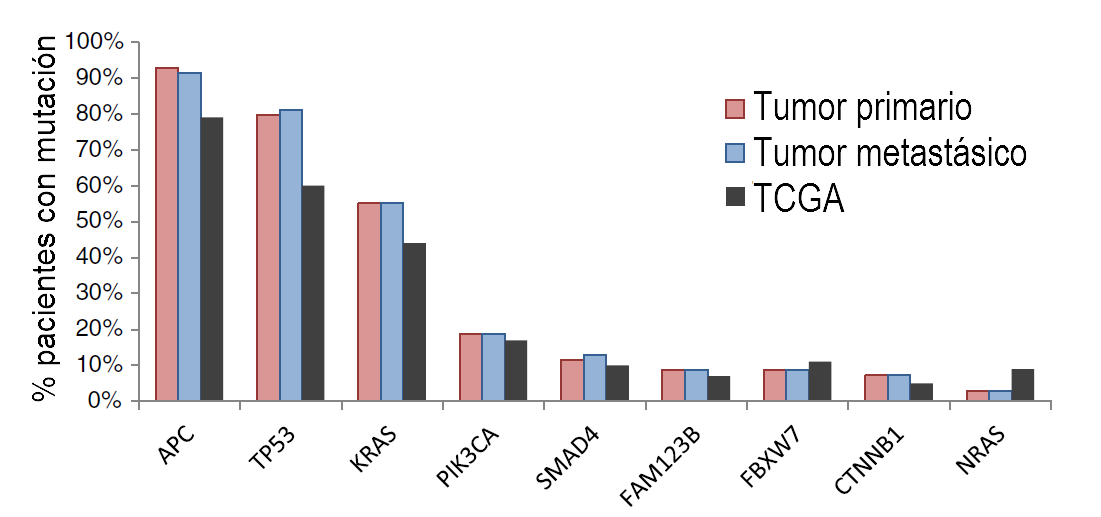 % pacientes con mutación
100%
90%
80%
70%
60%
50%
40%
30%
20%
10%
0%
Tumor primario
Tumor metastásico
TCGA
APC
TP53
KRAS
PIK3CA
SMAD4
FAM123B
FBXW7
CTNNB1
NRAS